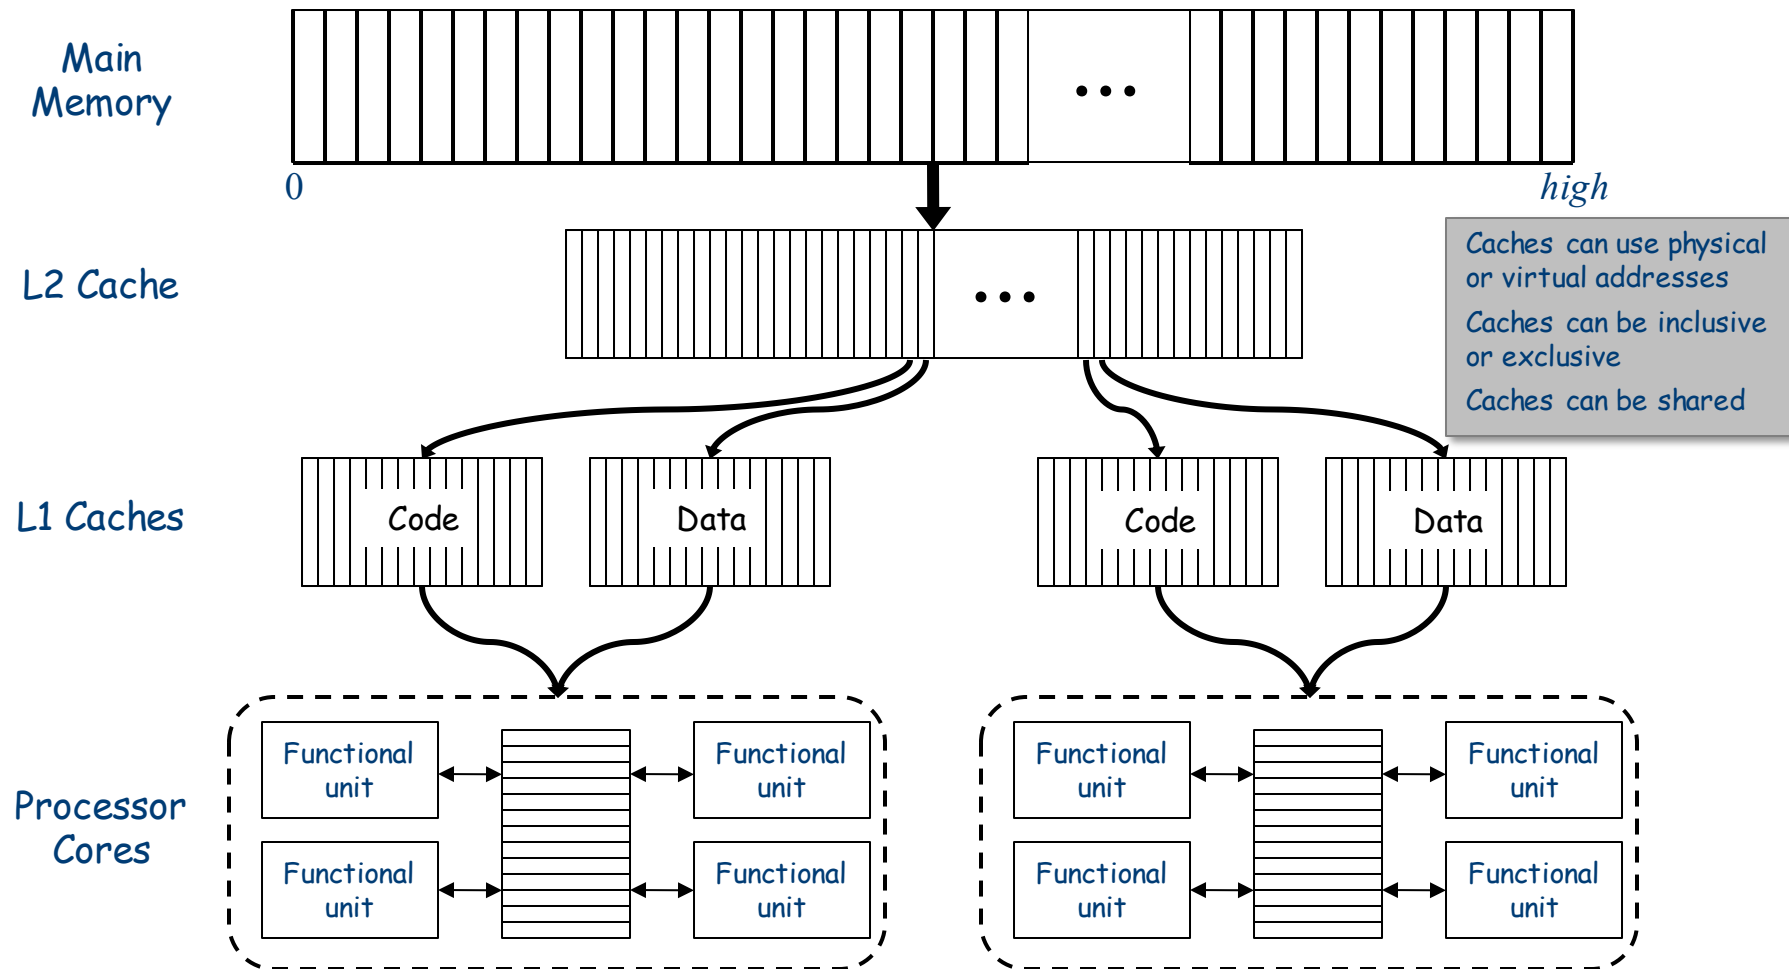 Main
Memory
...
0
high
L2 Cache
...
Caches can use physical
or virtual addresses
Caches can be inclusive
or exclusive
Caches can be shared
L1 Caches
Code
Data
Code
Data
Processor
Cores
Functional
unit
Functional
unit
Functional
unit
Functional
unit
Functional
unit
Functional
unit
Functional
unit
Functional
unit